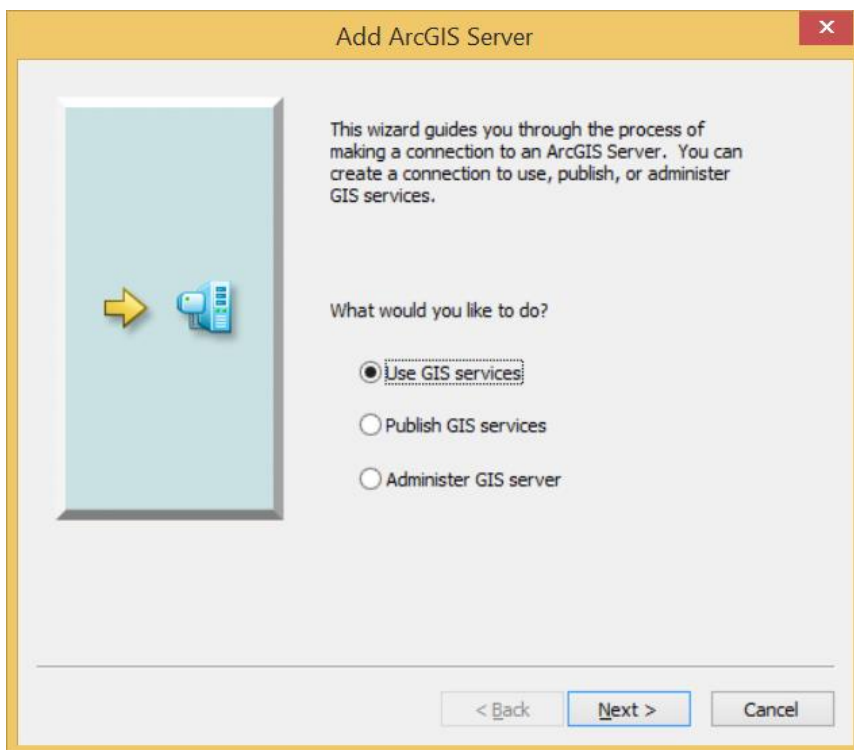 Add ArcGIS Server
This wizard guides you through the process of
making a connection to an ArcGIS Server. You can
create a connection to use, publish, or administer
GIS services.
What would you like to do?
Use GIS services
Publish GIS services
Administer GIS server
< Back Next > Cancel